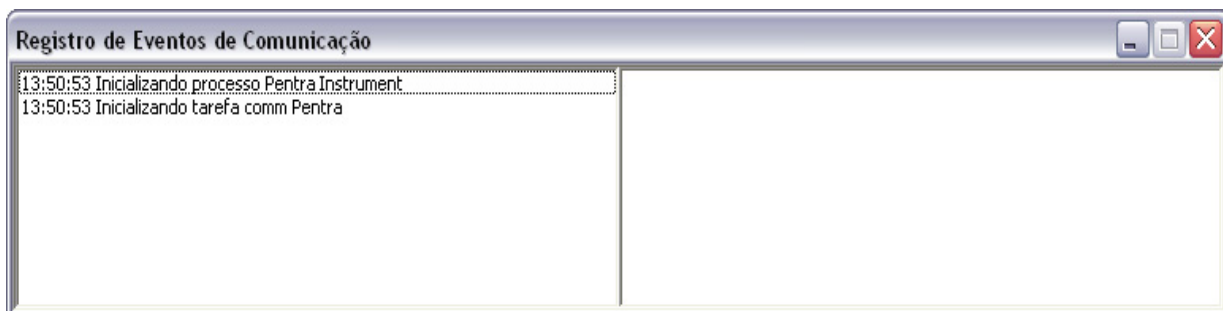 Registro de Eventos de Comunicação
13:50:53 Inicializando processo Pentra Instrument
13:50:53 Inicializando tarefa comm Pentra